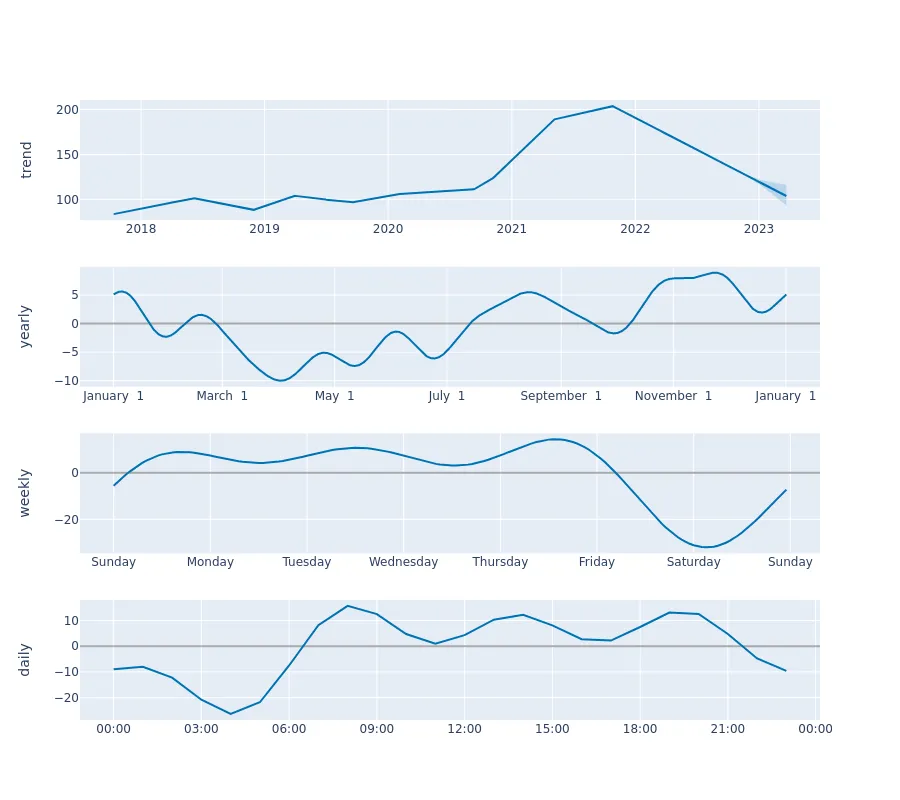 trend
200
150
100
2018 2019 2020 2021 2022 2023
yearly
5
0
−5
−10
January 1 March 1 May 1 July 1 September 1 November 1 January 1
weekly
0
−20
Sunday Monday Tuesday Wednesday Thursday Friday Saturday Sunday
daily
10
0
−10
−20
00:00 03:00 06:00 09:00 12:00 15:00 18:00 21:00 00:00